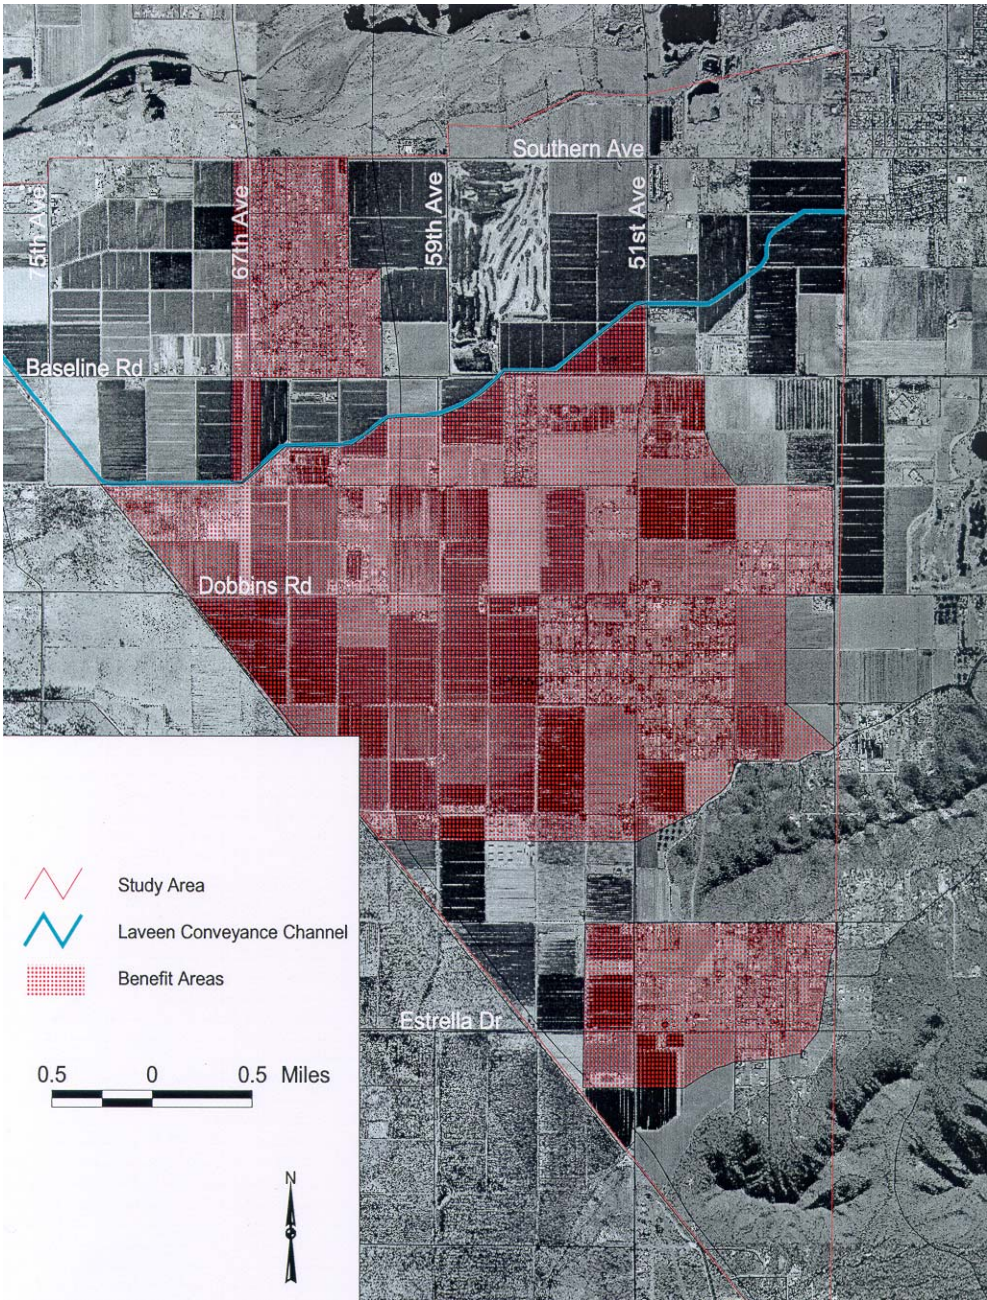 Southern Ave
75th Ave
67th Ave
59th Ave
51st Ave
Baseline Rd
Dobbins Rd
Study Area
Laveen Conveyance Channel
Benefit Areas
Estrella Dr
0.5 0 0.5 Miles
N